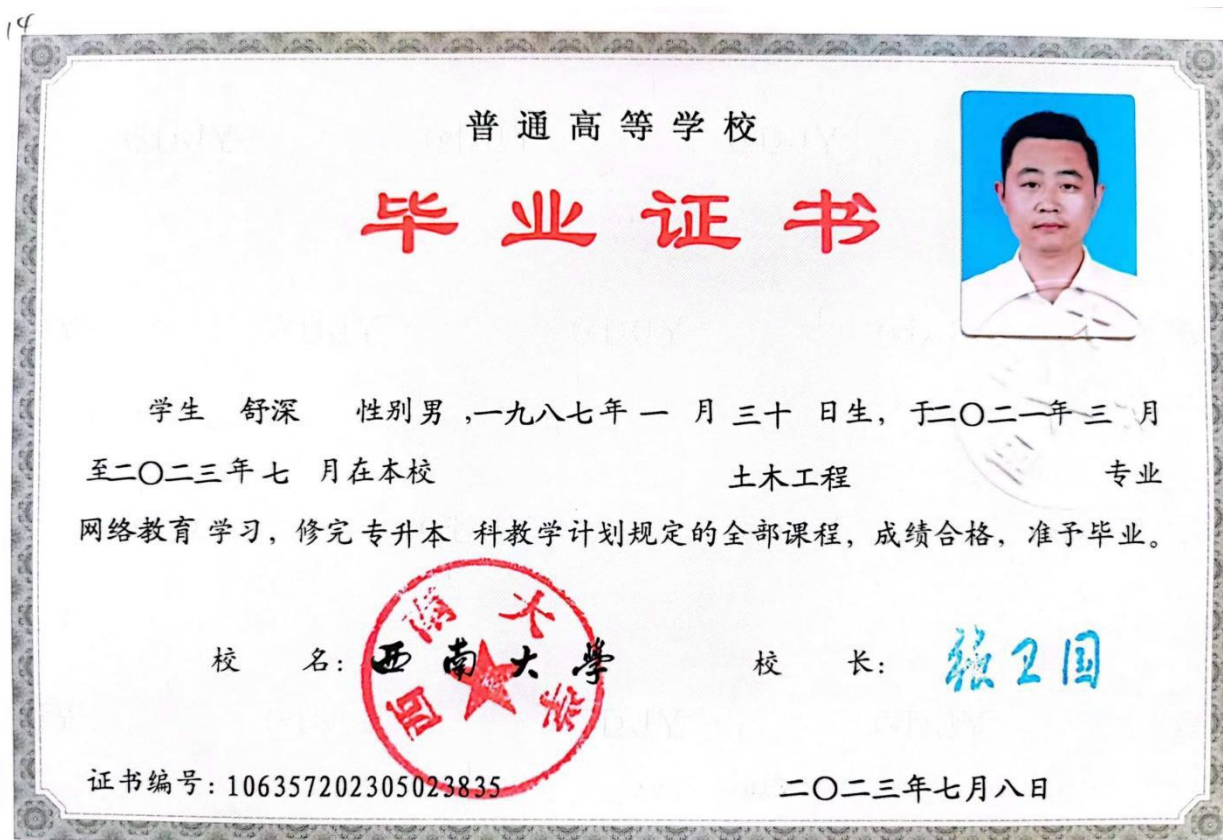 14
普通高等学校
毕业证书
学生 舒深 性别男 ,一九八七年 一 月 三十 日生, 于二〇二一年 三 月
至二〇二三年 七 月在本校 土木工程 专业
网络教育 学习, 修完 专升本 科教学计划规定的全部课程, 成绩合格, 准予毕业。
校 名: 西南大學 校 长: 张卫国
西南大学
证书编号: 106357202305023835 二〇二三年七月八日